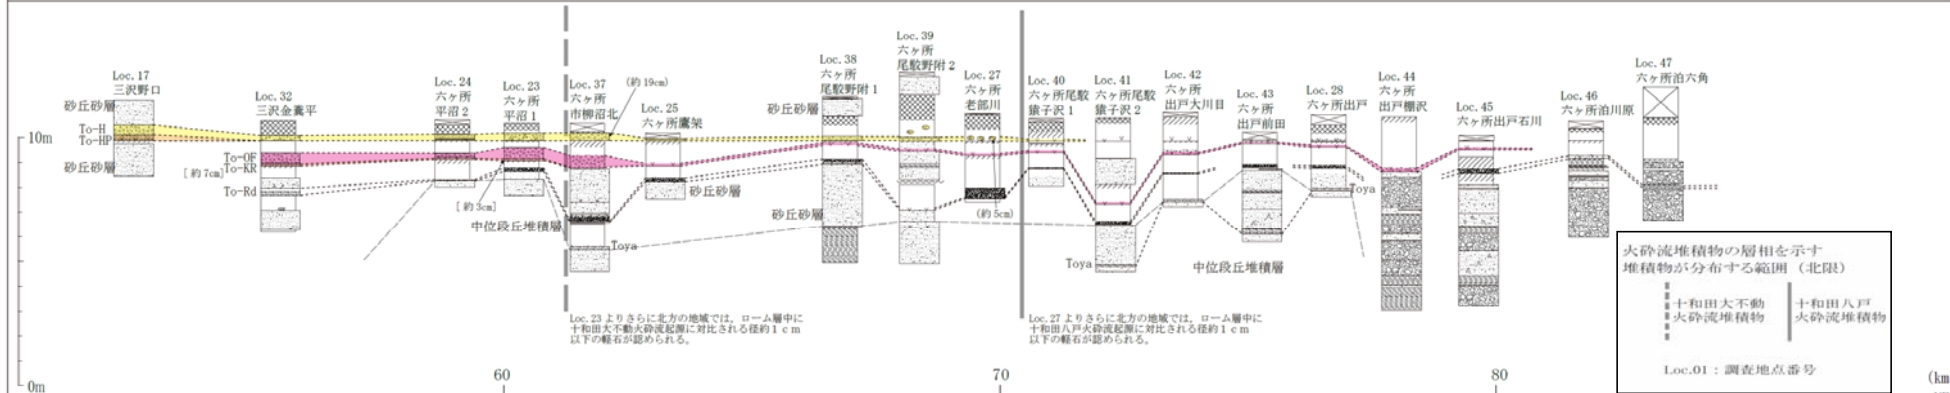 Loc. 17
三沢野口
砂丘砂層
To-H
To-HP
砂丘砂層
10m
0m
Loc. 32
三沢金糞平
To-OF
To-KR
[約7cm]
To-Rd
Loc. 24
六ヶ所
平沼2
Loc. 23
六ヶ所
平沼1
[約3cm]
中位段丘堆積層
Loc. 37
六ヶ所
市柳沼北
(約19cm)
Toya
Loc. 25
六ヶ所鷹架
砂丘砂層
Loc. 38
六ヶ所
尾駮野附1
砂丘砂層
砂丘砂層
Loc. 39
六ヶ所
尾駮野附2
Loc. 27
六ヶ所
老部川
(約5cm)
Loc. 40
六ヶ所尾駮
猿子沢1
Loc. 41
六ヶ所尾駮
猿子沢2
Toya
Loc. 42
六ヶ所
出戸大川目
中位段丘堆積層
Loc. 43
六ヶ所
出戸前田
Loc. 28
六ヶ所出戸
Toya
Loc. 44
六ヶ所
出戸棚沢
Loc. 45
六ヶ所出戸石川
Loc. 46
六ヶ所泊川原
Loc. 47
六ヶ所泊六角
Loc. 23 よりさらに北方の地域では，ローム層中に
十和田大不動火砕流起源に対比される径約1cm
以下の軽石が認められる。
Loc. 27 よりさらに北方の地域では，ローム層中に
十和田八戸火砕流起源に対比される径約1cm
以下の軽石が認められる。
60
70
80
(km
火砕流堆積物の層相を示す
堆積物が分布する範囲（北限）
十和田大不動
火砕流堆積物
十和田八戸
火砕流堆積物
Loc.01：調査地点番号